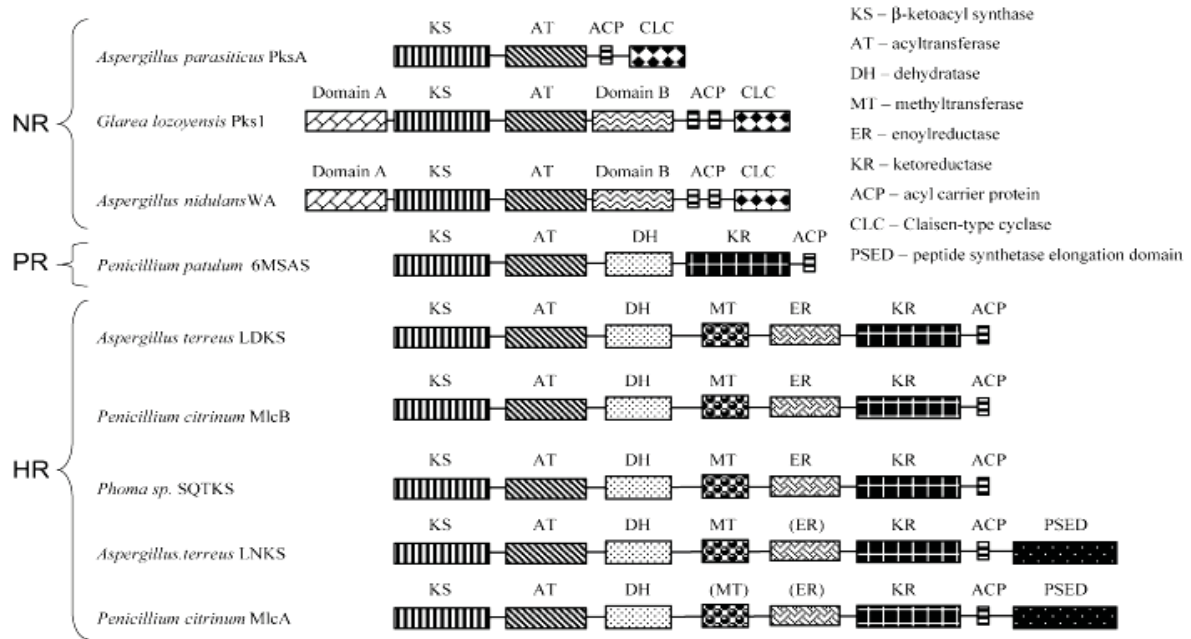 KS AT ACP CLC
Aspergillus parasiticus PksA
Domain A KS AT Domain B ACP CLC
NR
Glarea lozoyensis Pks1
Domain A KS AT Domain B ACP CLC
Aspergillus nidulansWA
KS AT DH KR ACP
PR
Penicillium patulum 6MSAS
KS AT DH MT ER KR ACP
Aspergillus terreus LDKS
KS AT DH MT ER KR ACP
Penicillium citrinum MlcB
HR
KS AT DH MT ER KR ACP
Phoma sp. SQTKS
KS AT DH MT (ER) KR ACP PSED
Aspergillus.terreus LNKS
KS AT DH (MT) (ER) KR ACP PSED
Penicillium citrinum MlcA
KS – β-ketoacyl synthase
AT – acyltransferase
DH – dehydratase
MT – methyltransferase
ER – enoylreductase
KR – ketoreductase
ACP – acyl carrier protein
CLC – Claisen-type cyclase
PSED – peptide synthetase elongation domain